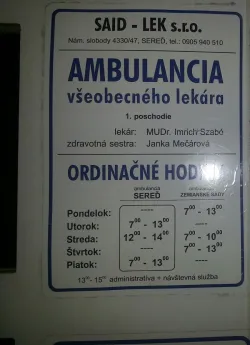 SAID - LEK s.r.o.
Nám. slobody 4330/47, SEREĎ, tel.: 0905 940 510
AMBULANCIA
všeobecného lekára
1. poschodie
lekár: MUDr. Imrich Szabó
zdravotná sestra: Janka Mečárová
ORDINAČNÉ HOD
ambulancia ambulancia
SEREĎ ZEMIANSKE SADY
Pondelok: ---- 7⁰⁰ - 13⁰⁰
Utorok: 7⁰⁰ - 13⁰⁰ ----
Streda: 12⁰⁰ - 14⁰⁰ 7⁰⁰ - 10⁰⁰
Štvrtok: ---- 7⁰⁰ - 13⁰⁰
Piatok: 7⁰⁰ - 13⁰⁰ ----
13⁰⁰- 15⁰⁰ administratíva + návštevná služba